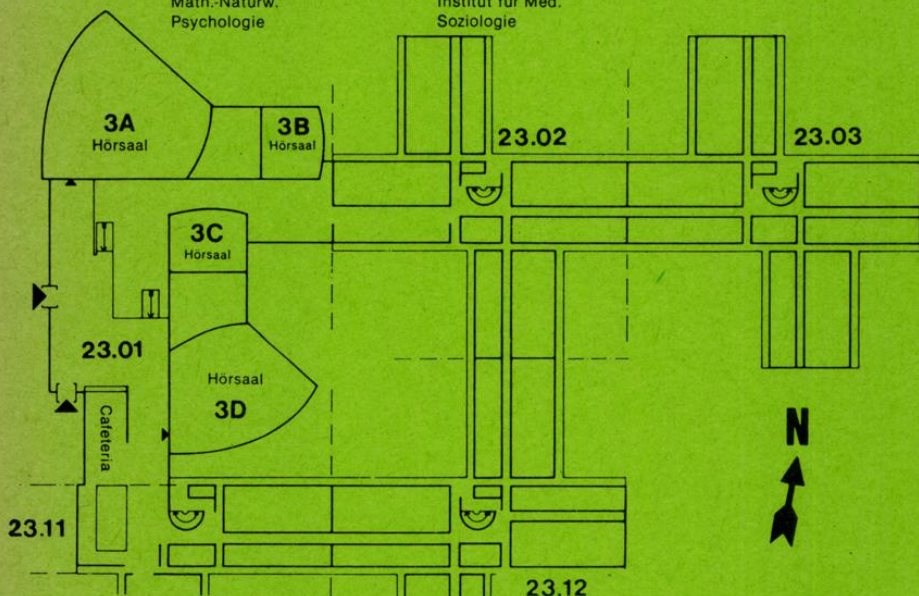 Math.-Naturw.
Psychologie
Institut für Med.
Soziologie
3A
Hörsaal
3B
Hörsaal
23.02
23.03
3C
Hörsaal
23.01
Hörsaal
3D
Cafeteria
N
23.11
23.12